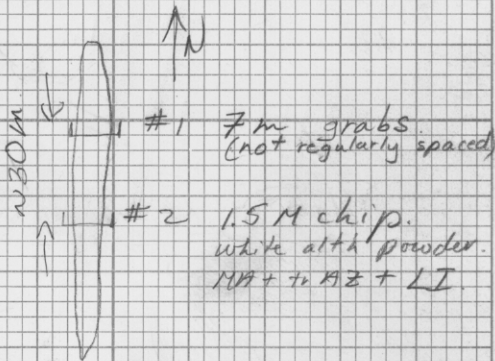 N
~30m
#1 7m grabs.
(not regularly spaced)
#2 1.5M chip.
white alth powder.
MA + tr AZ + LI.